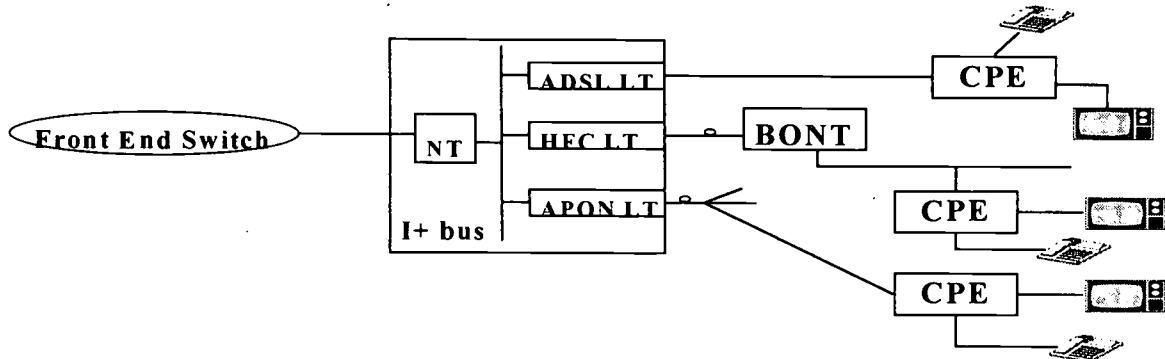 Front End Switch
NT
I+ bus
ADSL LT
HFC LT
APON LT
BONT
CPE
CPE
CPE